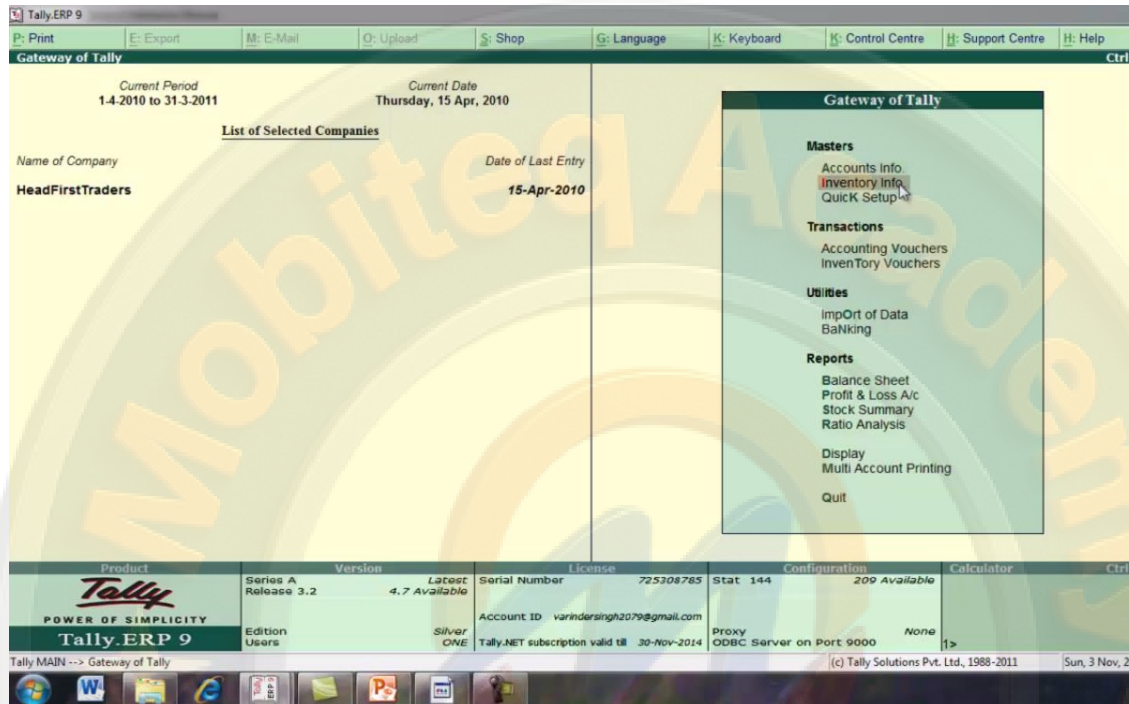 Tally.ERP 9
P: Print E: Export M: E-Mail O: Upload S: Shop G: Language K: Keyboard K: Control Centre H: Support Centre H: Help
Gateway of Tally Ctrl
Current Period Current Date
1-4-2010 to 31-3-2011 Thursday, 15 Apr, 2010
List of Selected Companies
Name of Company Date of Last Entry
HeadFirstTraders 15-Apr-2010
Gateway of Tally
Masters
Accounts Info.
Inventory Info.
QuicK Setup
Transactions
Accounting Vouchers
InvenTory Vouchers
Utilities
impOrt of Data
BaNking
Reports
Balance Sheet
Profit & Loss A/c
Stock Summary
Ratio Analysis
Display
Multi Account Printing
Quit
Mobiteq Academy
Product Version License Configuration Calculator Ctrl
Tally
POWER OF SIMPLICITY
Tally.ERP 9
Series A Latest
Release 3.2 4.7 Available
Edition Silver
Users ONE
Serial Number 725308785
Account ID varindersingh2079@gmail.com
Tally.NET subscription valid till 30-Nov-2014
Stat 144 209 Available
Proxy None
ODBC Server on Port 9000
1>
Tally MAIN --> Gateway of Tally (c) Tally Solutions Pvt. Ltd., 1988-2011 Sun, 3 Nov, 2